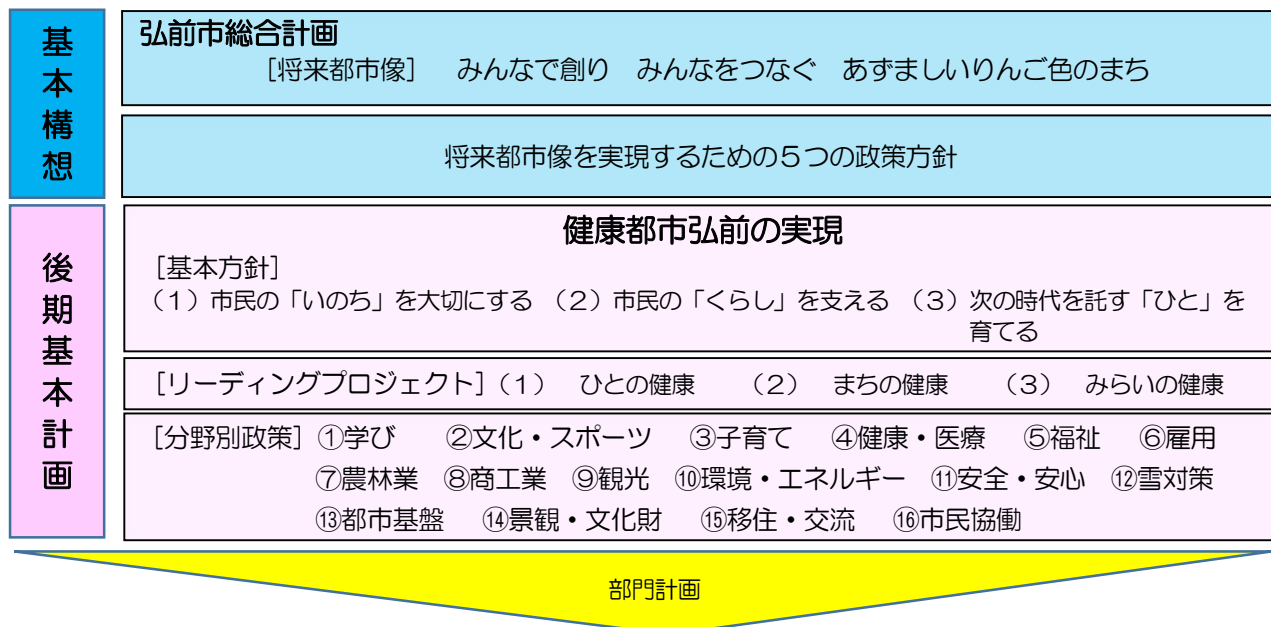 基本構想
弘前市総合計画
［将来都市像］　みんなで創り　みんなをつなぐ　あずましいりんご色のまち
将来都市像を実現するための５つの政策方針
後期基本計画
健康都市弘前の実現
［基本方針］
（１）市民の「いのち」を大切にする　（２）市民の「くらし」を支える　（３）次の時代を託す「ひと」を
育てる
［リーディングプロジェクト］（１）　ひとの健康　　（２）　まちの健康　　（３）　みらいの健康
［分野別政策］①学び　　②文化・スポーツ　　③子育て　　④健康・医療　　⑤福祉　　⑥雇用
⑦農林業　⑧商工業　⑨観光　⑩環境・エネルギー　⑪安全・安心　⑫雪対策
⑬都市基盤　　⑭景観・文化財　　⑮移住・交流　　⑯市民協働
部門計画